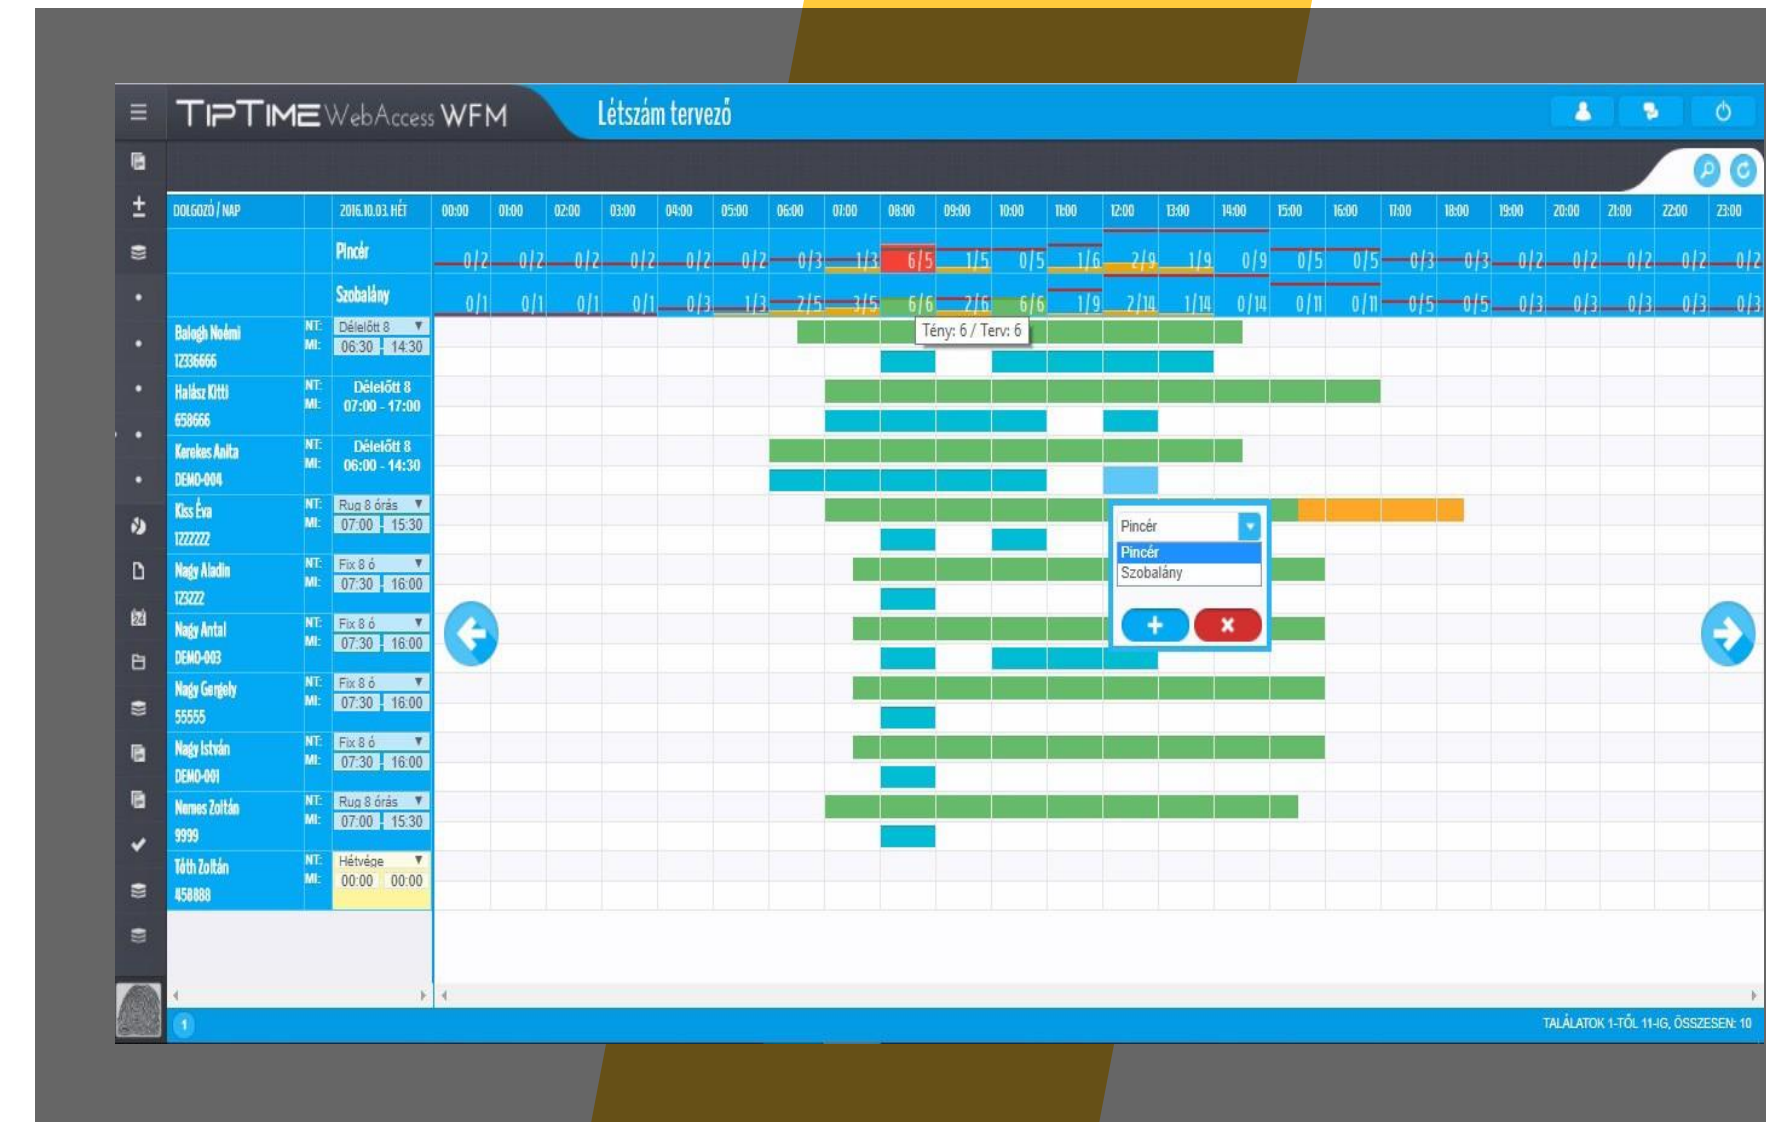 TIPTIME WebAccess WFM Létszám tervező
DOLGOZÓ / NAP 2016.10.03. HÉT 00:00 01:00 02:00 03:00 04:00 05:00 06:00 07:00 08:00 09:00 10:00 11:00 12:00 13:00 14:00 15:00 16:00 17:00 18:00 19:00 20:00 21:00 22:00 23:00
Pincér 0/2 0/2 0/2 0/2 0/2 0/2 0/3 1/3 6/5 1/5 0/5 1/6 2/9 1/9 0/9 0/5 0/5 0/3 0/3 0/2 0/2 0/2 0/2 0/2
Szobalány 0/1 0/1 0/1 0/1 0/3 1/3 2/5 3/5 6/6 2/6 6/6 1/9 2/14 1/14 0/14 0/11 0/11 0/5 0/5 0/3 0/3 0/3 0/3 0/3
Tény: 6 / Terv: 6
Balogh Noémi NT: Délelőtt 8
MI: 06:30 - 14:30
12336666
Halász Kitti NT: Délelőtt 8
MI: 07:00 - 17:00
658666
Kerekes Anita NT: Délelőtt 8
MI: 06:00 - 14:30
DEMO-004
Kiss Éva NT: Rug 8 órás
MI: 07:00 - 15:30
1222222
Pincér
Pincér
Szobalány
Nagy Aladin NT: Fix 8 ó
MI: 07:30 - 16:00
123222
Nagy Antal NT: Fix 8 ó
MI: 07:30 - 16:00
DEMO-003
Nagy Gergely NT: Fix 8 ó
MI: 07:30 - 16:00
55555
Nagy István NT: Fix 8 ó
MI: 07:30 - 16:00
DEMO-001
Nemes Zoltán NT: Rug 8 órás
MI: 07:00 - 15:30
9999
Tóth Zoltán NT: Hétvége
MI: 00:00 00:00
458888
1 TALÁLATOK 1-TŐL 11-IG, ÖSSZESEN: 10